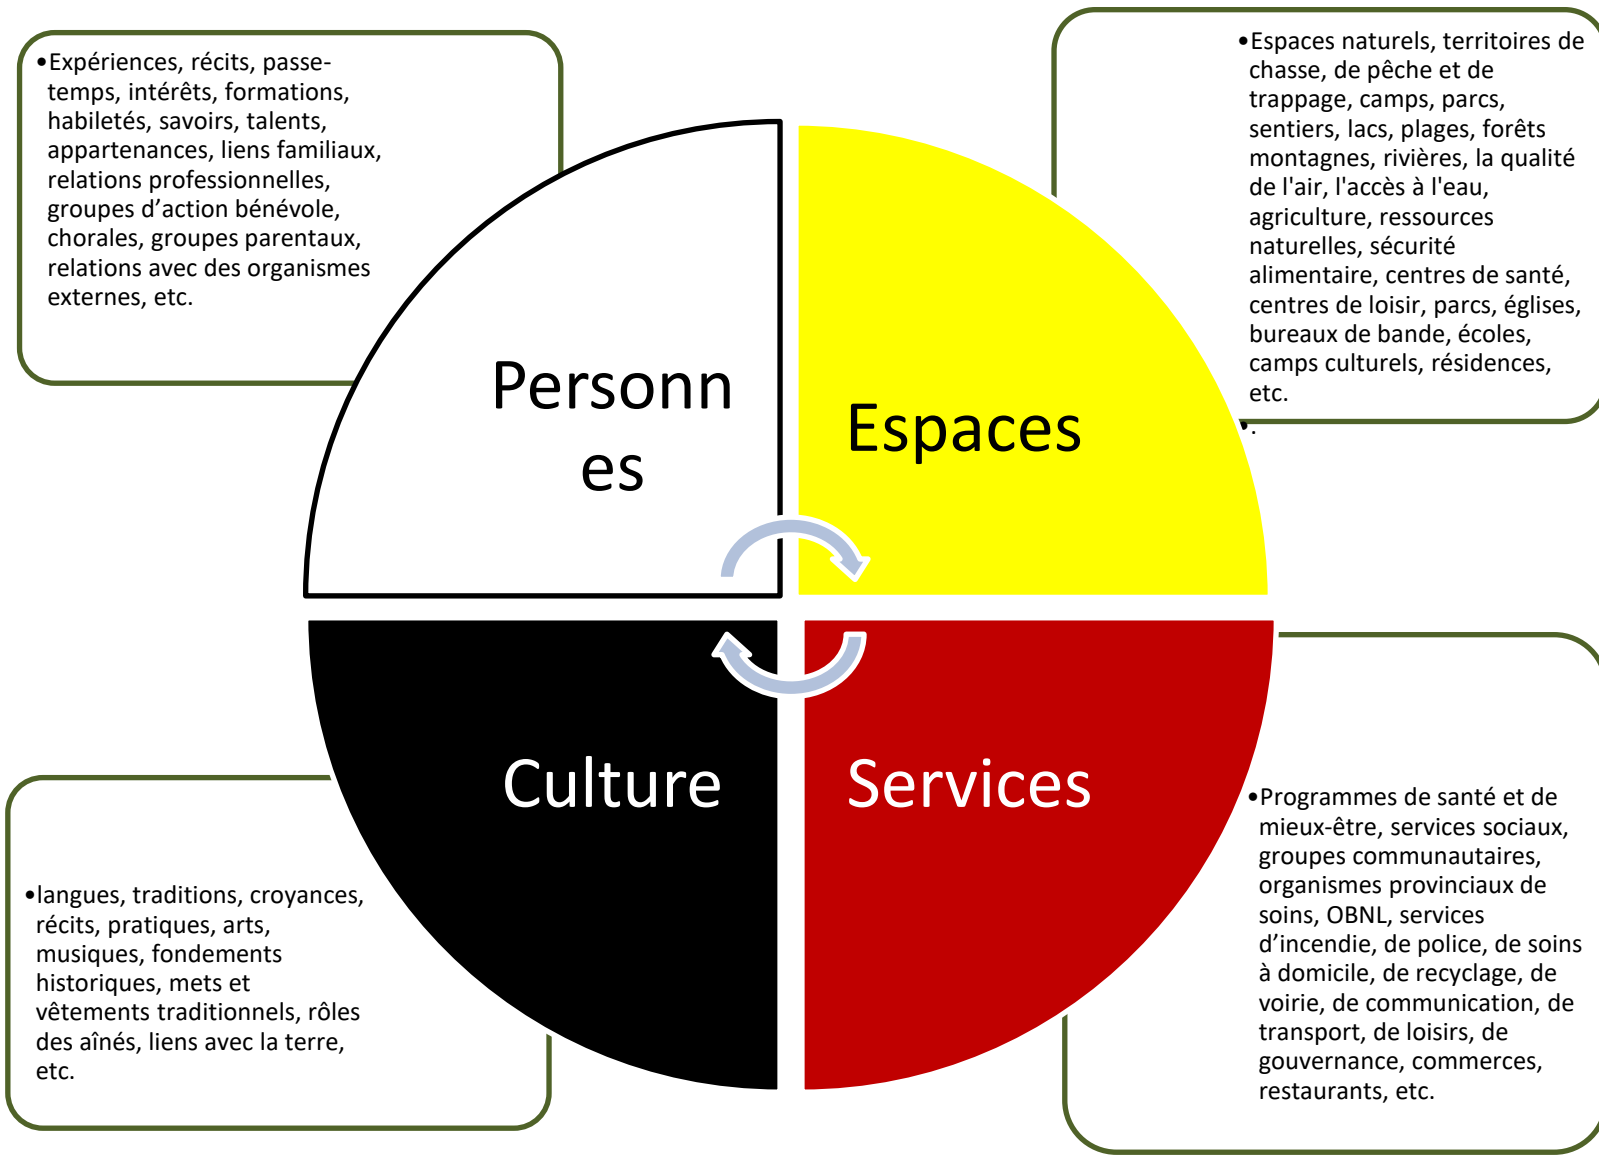 •Expériences, récits, passe-
temps, intérêts, formations,
habiletés, savoirs, talents,
appartenances, liens familiaux,
relations professionnelles,
groupes d’action bénévole,
chorales, groupes parentaux,
relations avec des organismes
externes, etc.
•Espaces naturels, territoires de
chasse, de pêche et de
trappage, camps, parcs,
sentiers, lacs, plages, forêts
montagnes, rivières, la qualité
de l'air, l'accès à l'eau,
agriculture, ressources
naturelles, sécurité
alimentaire, centres de santé,
centres de loisir, parcs, églises,
bureaux de bande, écoles,
camps culturels, résidences,
etc.
•.
Personn
es
Espaces
Culture
Services
•langues, traditions, croyances,
récits, pratiques, arts,
musiques, fondements
historiques, mets et
vêtements traditionnels, rôles
des aînés, liens avec la terre,
etc.
•Programmes de santé et de
mieux-être, services sociaux,
groupes communautaires,
organismes provinciaux de
soins, OBNL, services
d’incendie, de police, de soins
à domicile, de recyclage, de
voirie, de communication, de
transport, de loisirs, de
gouvernance, commerces,
restaurants, etc.